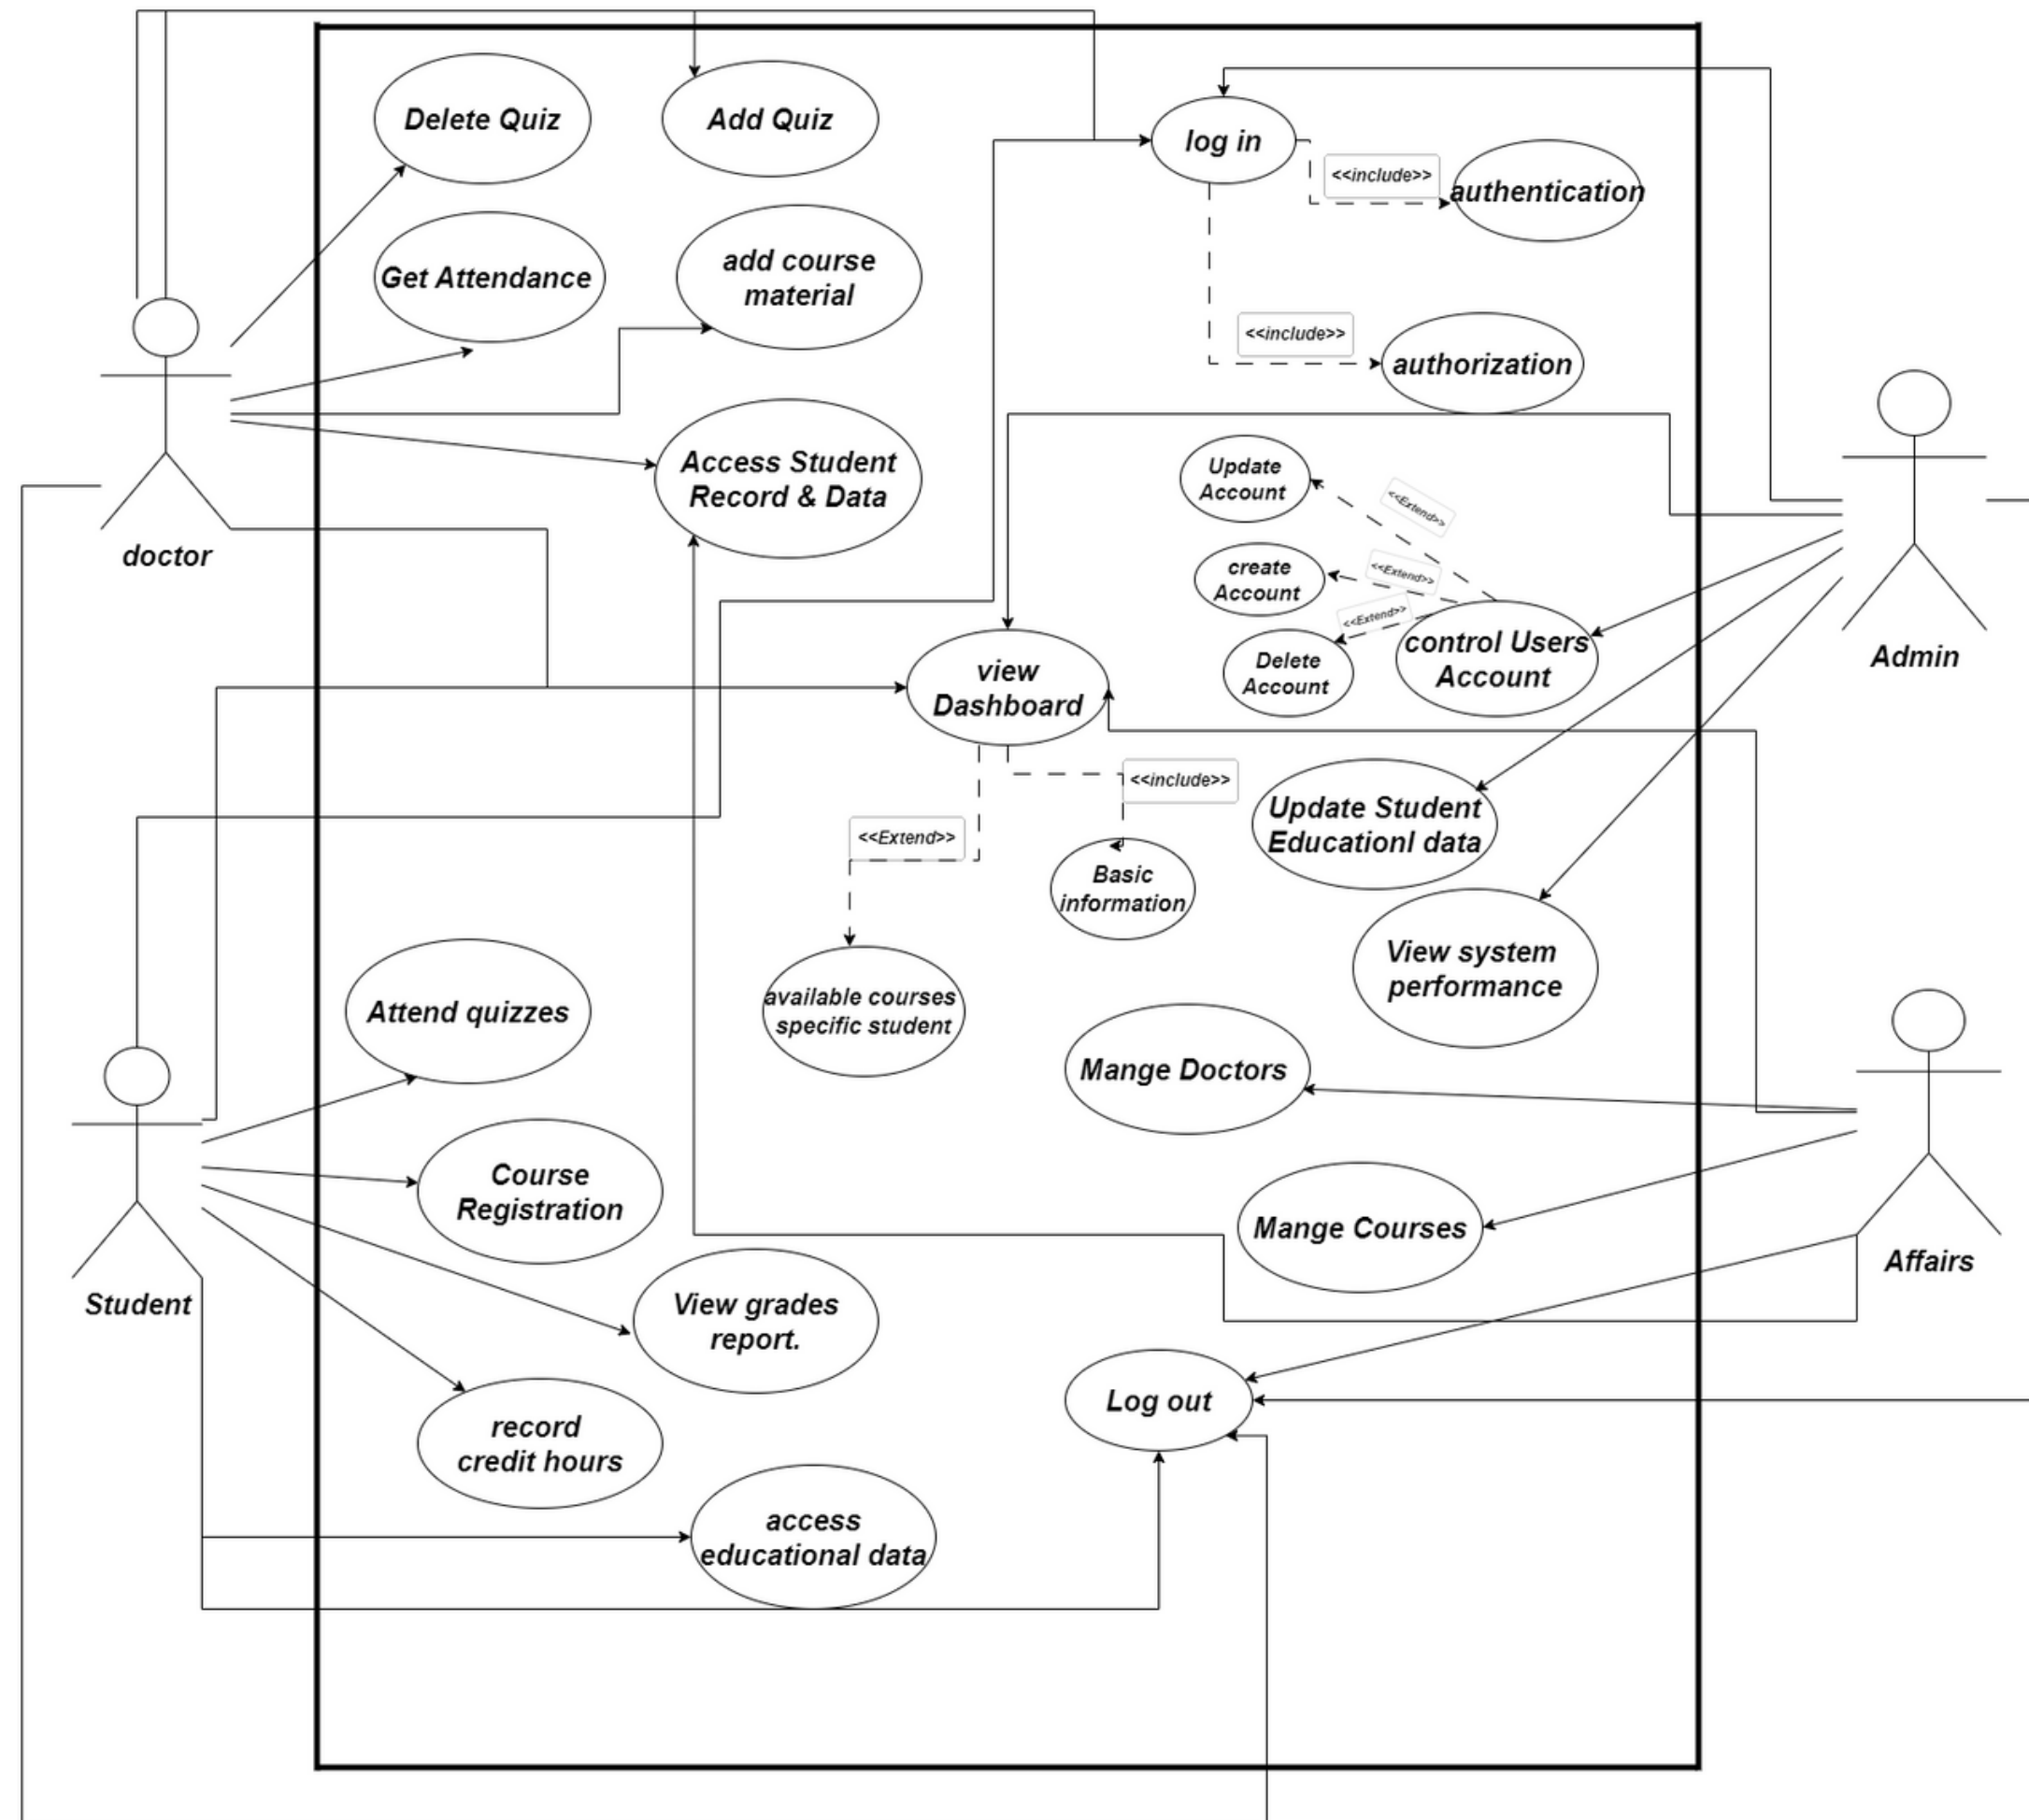 Delete Quiz
Add Quiz
log in
<<include>>
authentication
Get Attendance
add course
material
<<include>>
authorization
Access Student
Record & Data
doctor
Update
Account
<<Extend>>
create
Account
<<Extend>>
<<Extend>>
Delete
Account
control Users
Account
Admin
view
Dashboard
<<include>>
<<Extend>>
Basic
information
Update Student
Educationl data
View system
performance
available courses
specific student
Attend quizzes
Mange Doctors
Course
Registration
Mange Courses
Affairs
Student
View grades
report.
Log out
record
credit hours
access
educational data